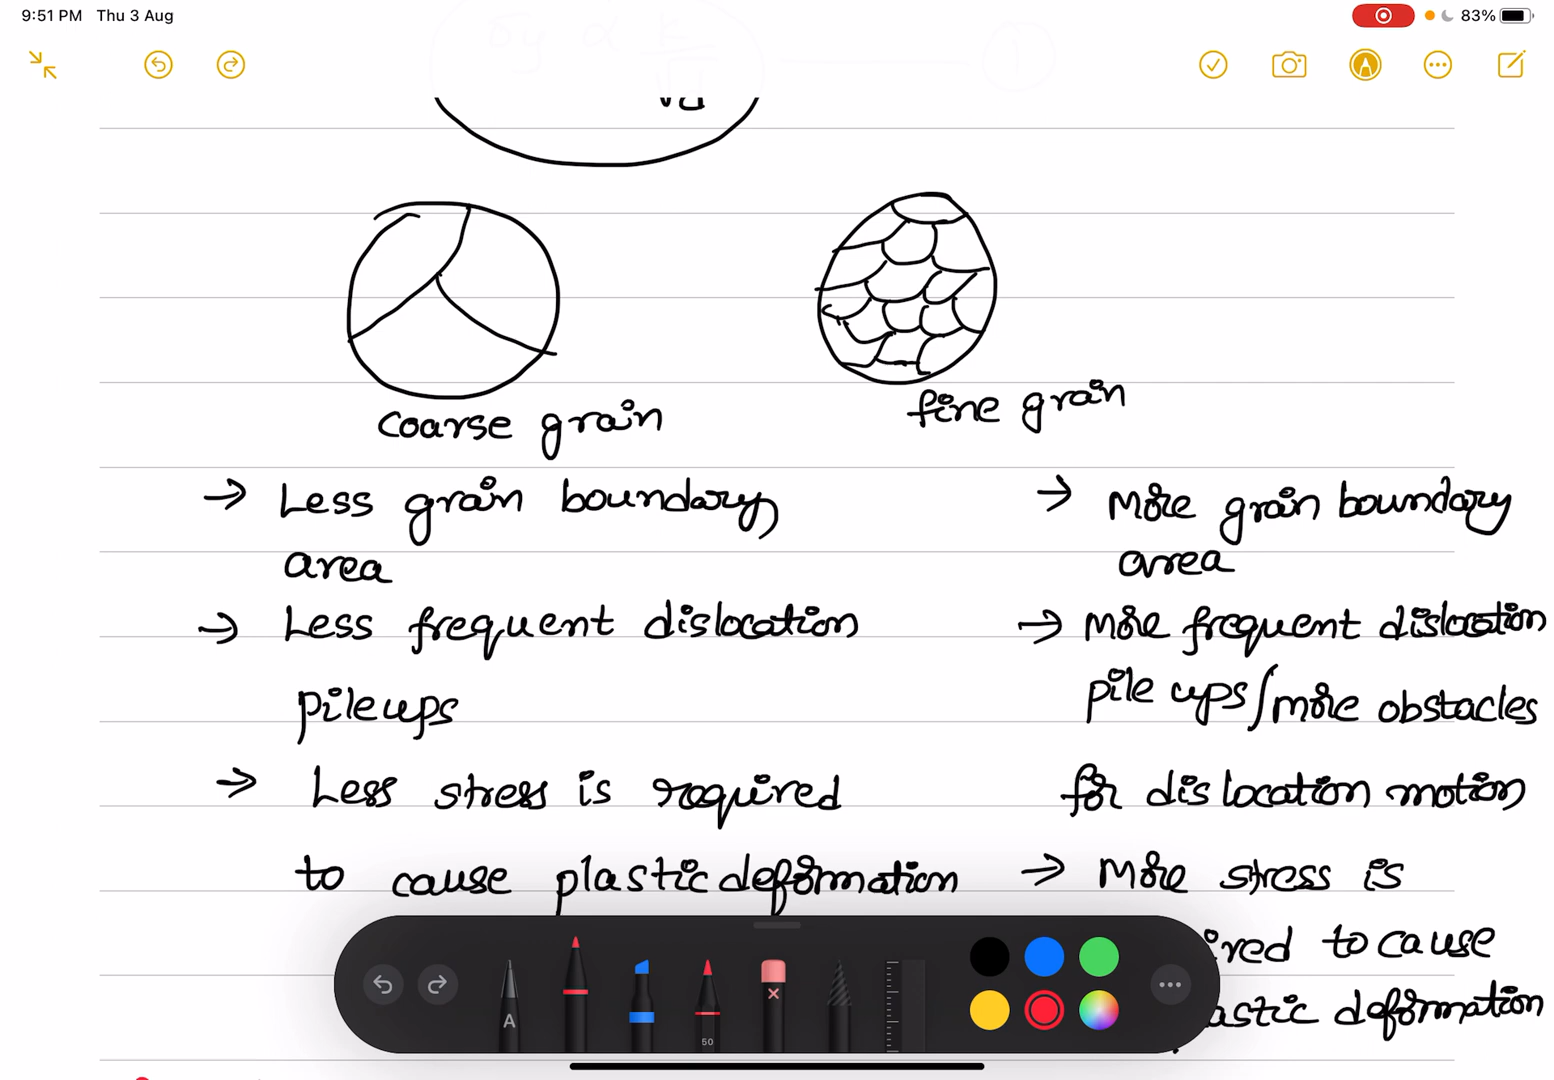 9:51 PM Thu 3 Aug
83%
√d
coarse grain
fine grain
→ Less grain boundary
area
→ Less frequent dislocation
pileups
→ Less stress is required
to cause plastic deformation
→ More grain boundary
area
→ More frequent dislocation
pile ups/more obstacles
for dislocation motion
→ More stress is
ired to cause
astic deformation
A
50